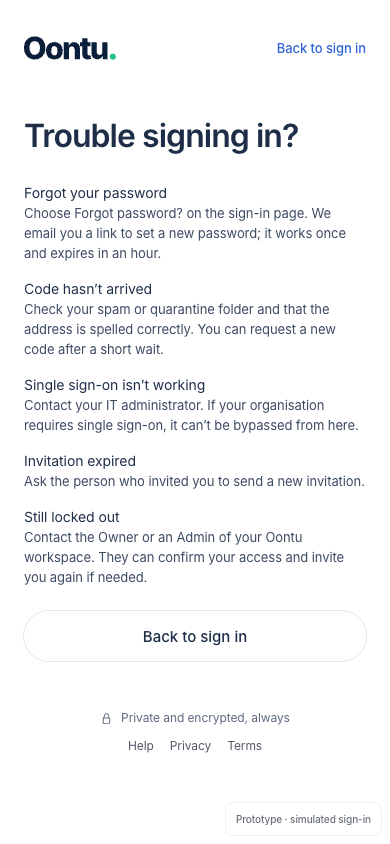 Oontu.
Back to sign in
Trouble signing in?
Forgot your password
Choose Forgot password? on the sign-in page. We
email you a link to set a new password; it works once
and expires in an hour.
Code hasn’t arrived
Check your spam or quarantine folder and that the
address is spelled correctly. You can request a new
code after a short wait.
Single sign-on isn’t working
Contact your IT administrator. If your organisation
requires single sign-on, it can’t be bypassed from here.
Invitation expired
Ask the person who invited you to send a new invitation.
Still locked out
Contact the Owner or an Admin of your Oontu
workspace. They can confirm your access and invite
you again if needed.
Back to sign in
Private and encrypted, always
Help Privacy Terms
Prototype · simulated sign-in